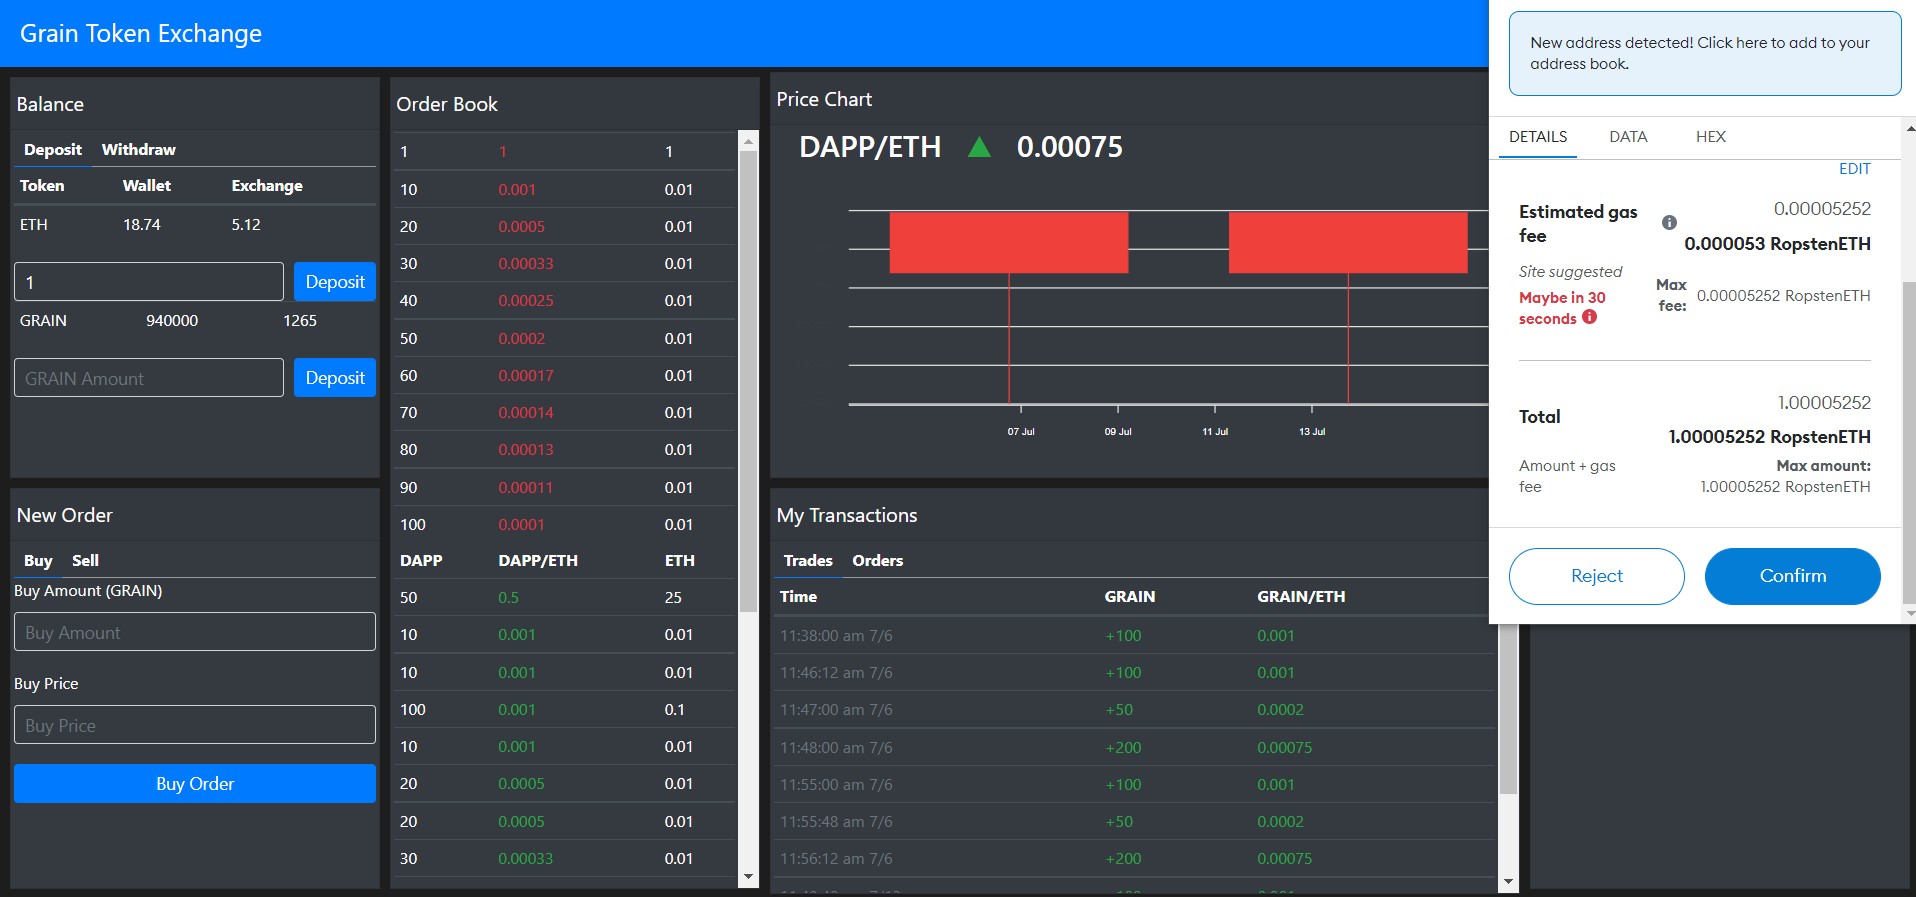 Grain Token Exchange
Balance
Deposit Withdraw
Token Wallet Exchange
ETH 18.74 5.12
1 Deposit
GRAIN 940000 1265
GRAIN Amount Deposit
New Order
Buy Sell
Buy Amount (GRAIN)
Buy Amount
Buy Price
Buy Price
Buy Order
Order Book
1 1 1
10 0.001 0.01
20 0.0005 0.01
30 0.00033 0.01
40 0.00025 0.01
50 0.0002 0.01
60 0.00017 0.01
70 0.00014 0.01
80 0.00013 0.01
90 0.00011 0.01
100 0.0001 0.01
DAPP DAPP/ETH ETH
50 0.5 25
10 0.001 0.01
10 0.001 0.01
100 0.001 0.1
10 0.001 0.01
20 0.0005 0.01
20 0.0005 0.01
30 0.00033 0.01
Price Chart
DAPP/ETH ▲ 0.00075
07 Jul 09 Jul 11 Jul 13 Jul
My Transactions
Trades Orders
Time GRAIN GRAIN/ETH
11:38:00 am 7/6 +100 0.001
11:46:12 am 7/6 +100 0.001
11:47:00 am 7/6 +50 0.0002
11:48:00 am 7/6 +200 0.00075
11:55:00 am 7/6 +100 0.001
11:55:48 am 7/6 +50 0.0002
11:56:12 am 7/6 +200 0.00075
New address detected! Click here to add to your
address book.
DETAILS DATA HEX
EDIT
Estimated gas
fee
0.00005252
0.000053 RopstenETH
Site suggested
Maybe in 30
seconds
Max
fee:
0.00005252 RopstenETH
Total
1.00005252
1.00005252 RopstenETH
Amount + gas
fee
Max amount:
1.00005252 RopstenETH
Reject Confirm